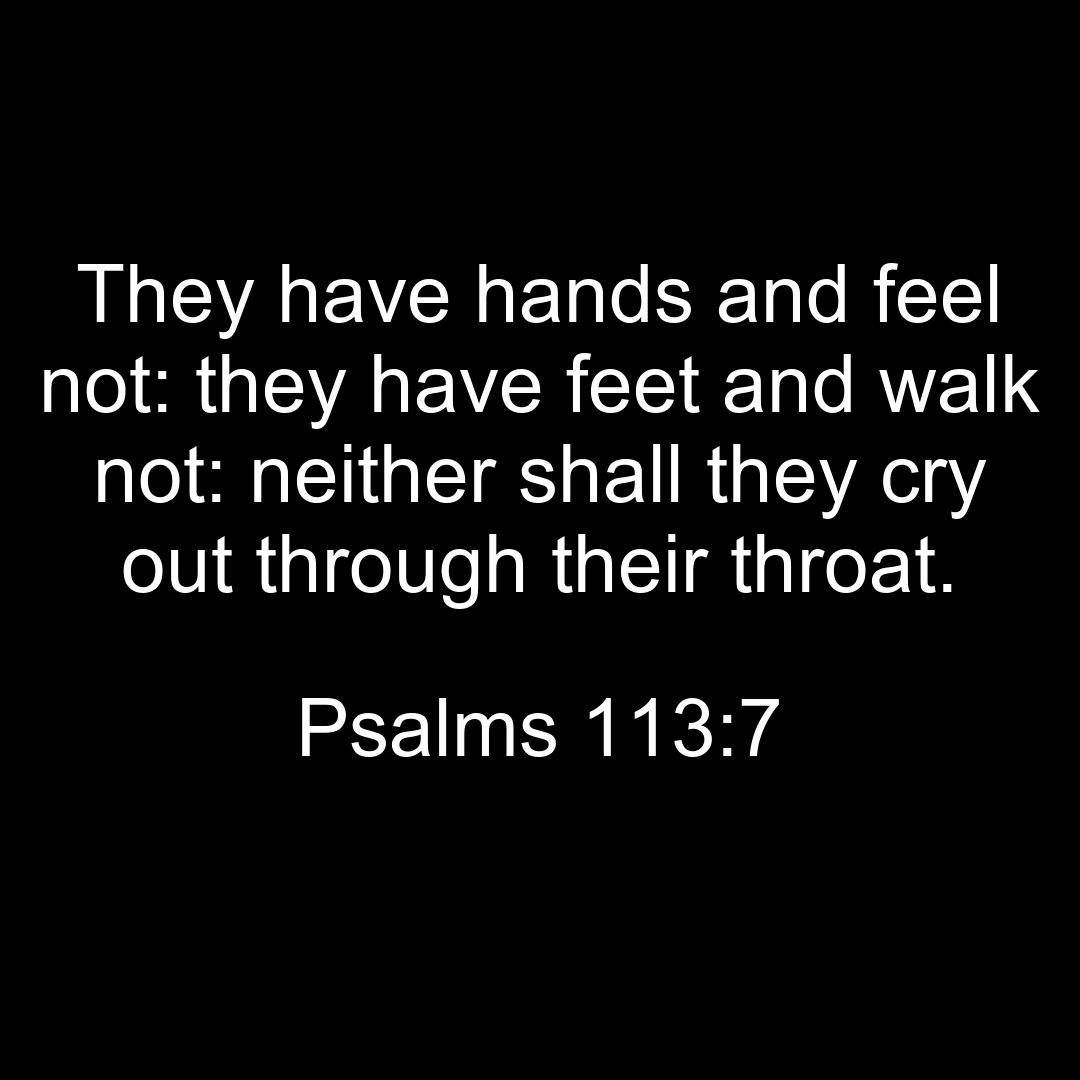 They have hands and feel
not: they have feet and walk
not: neither shall they cry
out through their throat.
Psalms 113:7